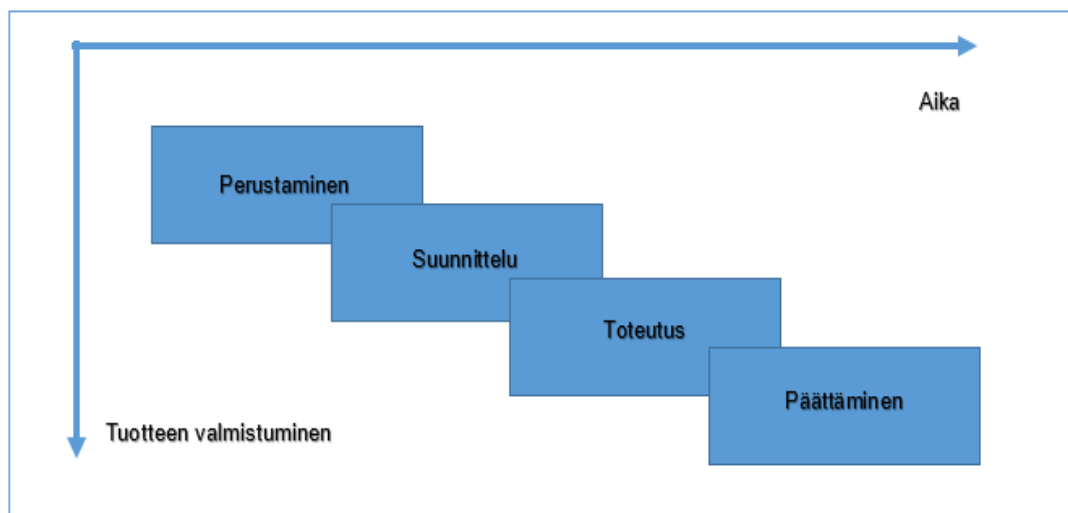 Aika
Perustaminen
Suunnittelu
Toteutus
Päättäminen
Tuotteen valmistuminen